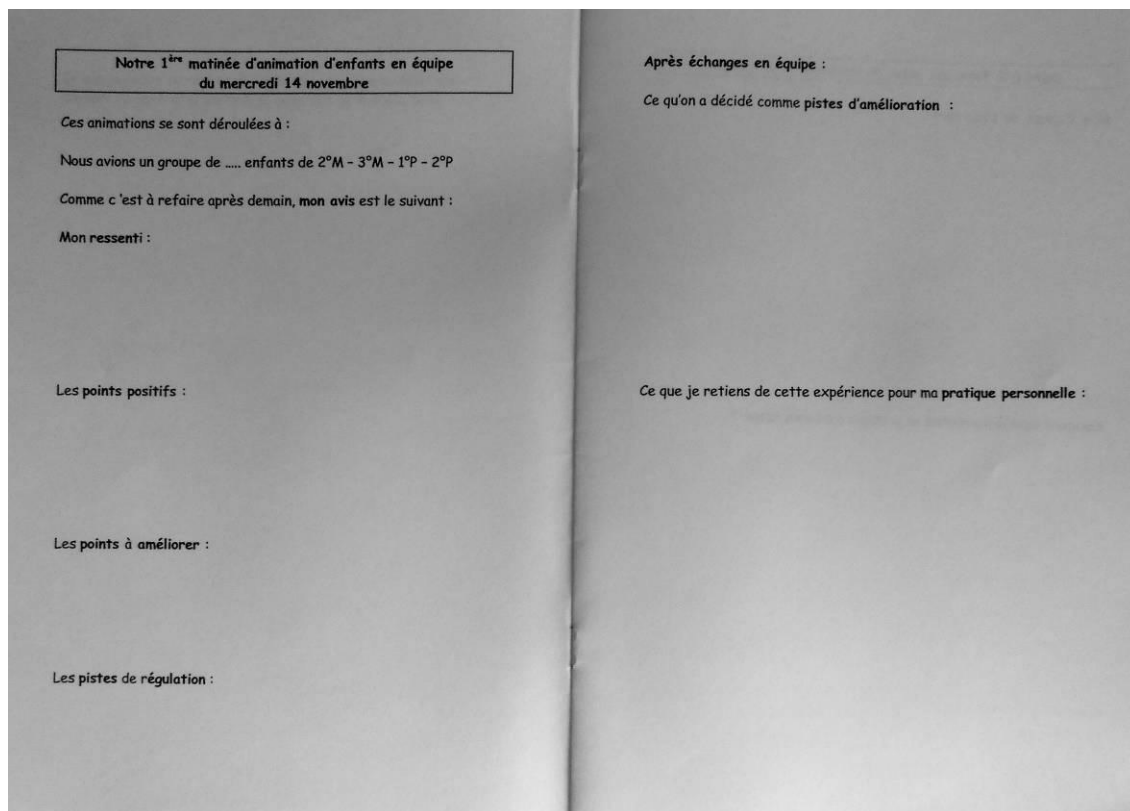 Notre 1ère matinée d'animation d'enfants en équipe
du mercredi 14 novembre
Ces animations se sont déroulées à :
Nous avions un groupe de ..... enfants de 2°M - 3°M - 1°P - 2°P
Comme c 'est à refaire après demain, mon avis est le suivant :
Mon ressenti :
Les points positifs :
Les points à améliorer :
Les pistes de régulation :
Après échanges en équipe :
Ce qu'on a décidé comme pistes d'amélioration :
Ce que je retiens de cette expérience pour ma pratique personnelle :